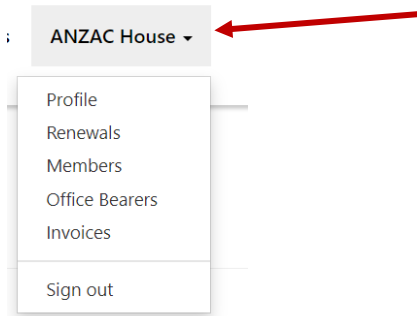 ANZAC House
Profile
Renewals
Members
Office Bearers
Invoices
Sign out